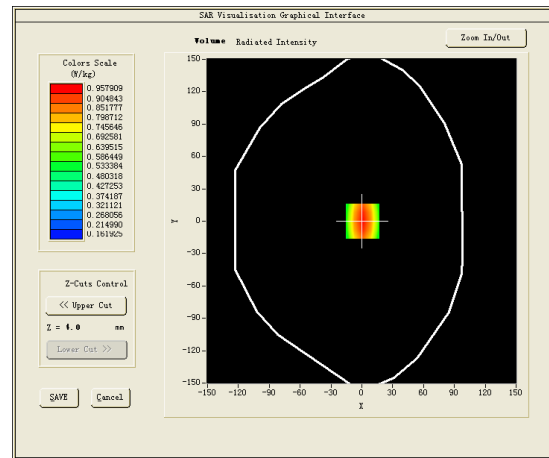 SAR Visualisation Graphical Interface
Volume Radiated Intensity
Zoom In/Out
Colors Scale
(W/kg)
0.957909
0.904843
0.851777
0.798712
0.745646
0.692581
0.639515
0.586449
0.533384
0.480318
0.427253
0.374187
0.321121
0.268056
0.214990
0.161925
150
120
90
60
30
0
-30
-60
-90
-120
-150
Y
-150 -120 -90 -60 -30 0 30 60 90 120 150
X
Z-Cuts Control
<< Upper Cut
Z = 4.0 mm
Lower Cut >>
SAVE Cancel